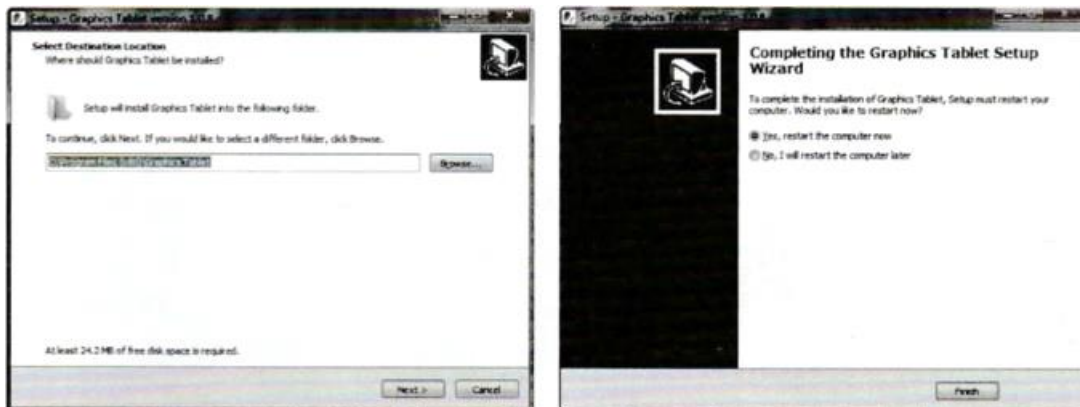 Setup - Graphics Tablet version
Select Destination Location
Where should Graphics Tablet be installed?
Setup will install Graphics Tablet into the following folder.
To continue, click Next. If you would like to select a different folder, click Browse.
Browse...
At least 24.2 MB of free disk space is required.
Next >
Cancel
Setup - Graphics Tablet version
Completing the Graphics Tablet Setup
Wizard
To complete the installation of Graphics Tablet, Setup must restart your
computer. Would you like to restart now?
Yes, restart the computer now
No, I will restart the computer later
Finish